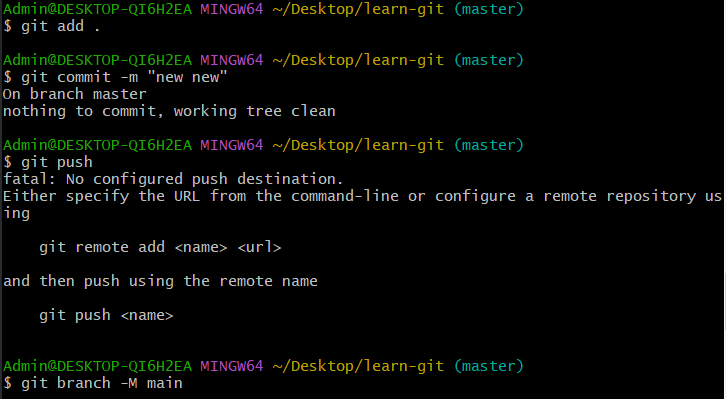 Admin@DESKTOP-QI6H2EA MINGW64 ~/Desktop/learn-git (master)
$ git add .
Admin@DESKTOP-QI6H2EA MINGW64 ~/Desktop/learn-git (master)
$ git commit -m "new new"
On branch master
nothing to commit, working tree clean
Admin@DESKTOP-QI6H2EA MINGW64 ~/Desktop/learn-git (master)
$ git push
fatal: No configured push destination.
Either specify the URL from the command-line or configure a remote repository us
ing
git remote add <name> <url>
and then push using the remote name
git push <name>
Admin@DESKTOP-QI6H2EA MINGW64 ~/Desktop/learn-git (master)
$ git branch -M main